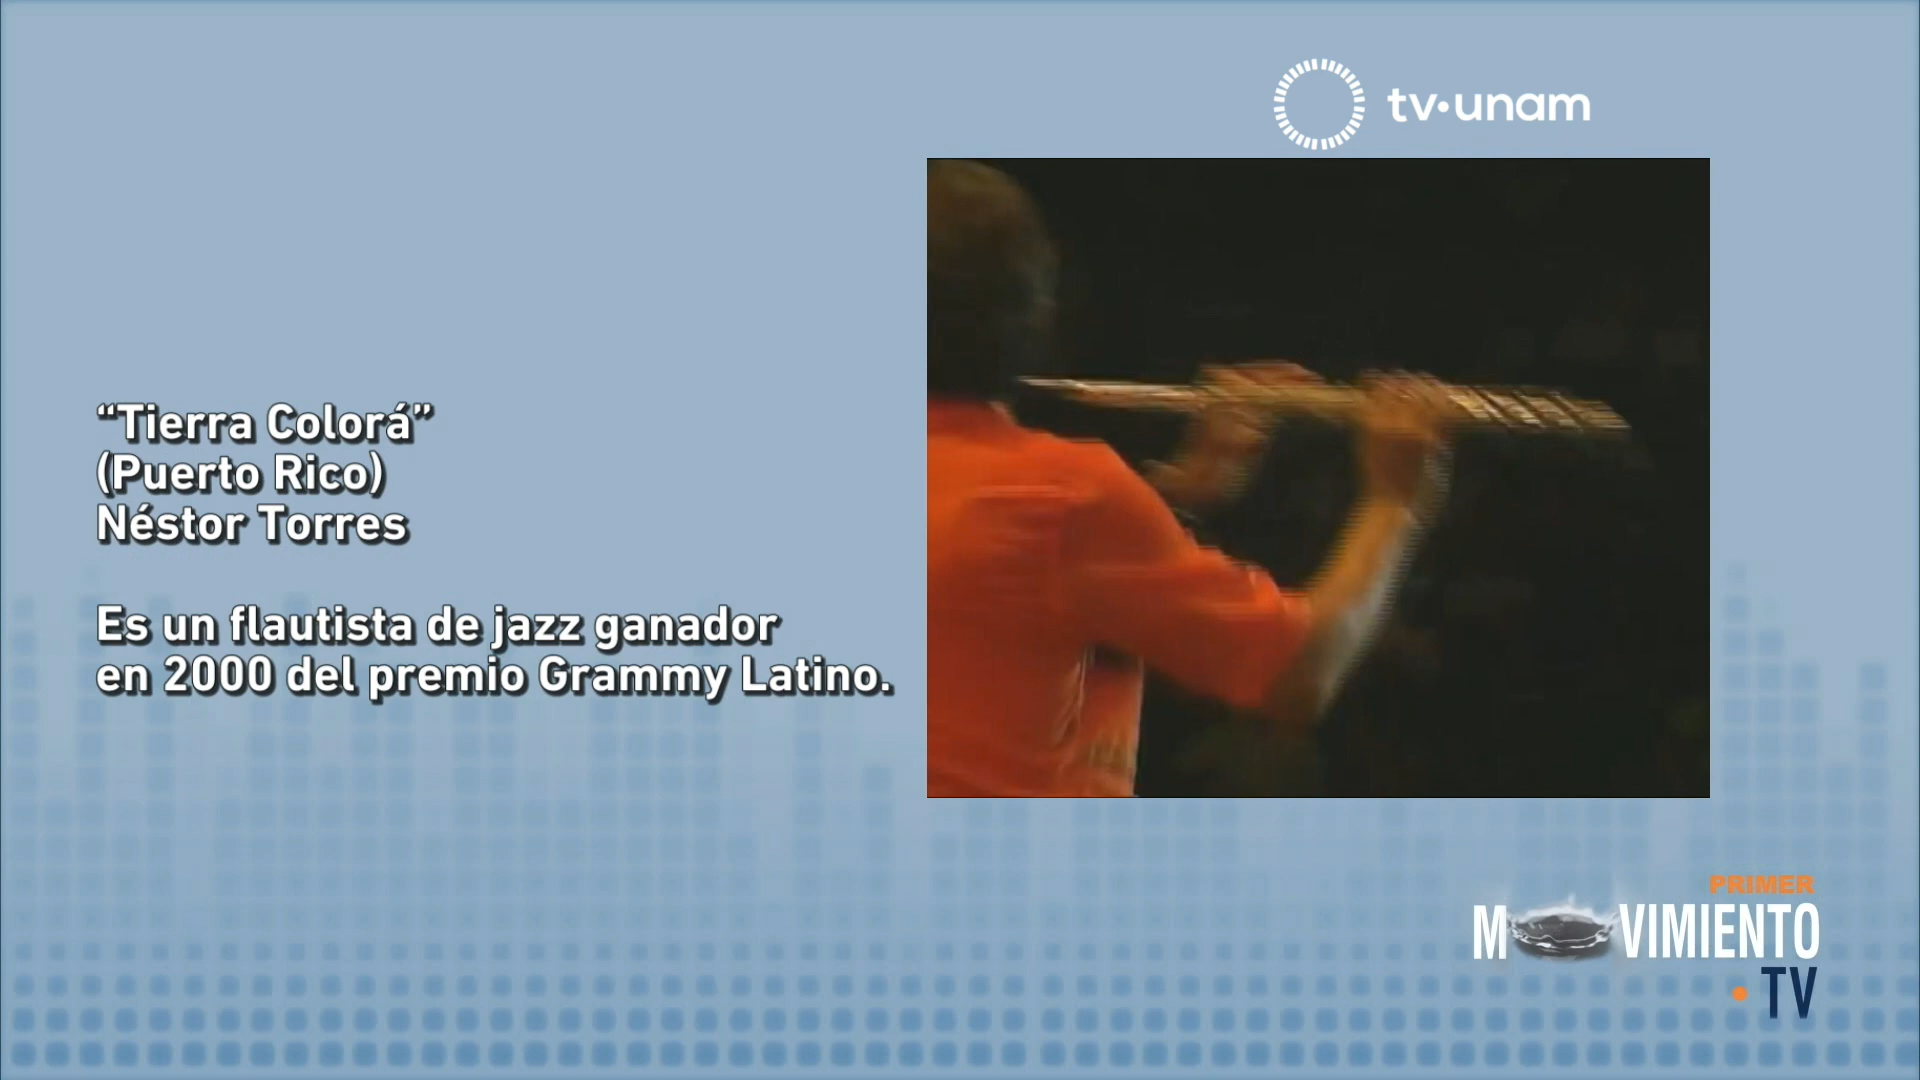 tv•unam
“Tierra Colorá”
(Puerto Rico)
Néstor Torres
Es un flautista de jazz ganador
en 2000 del premio Grammy Latino.
PRIMER
MOVIMIENTO
• TV